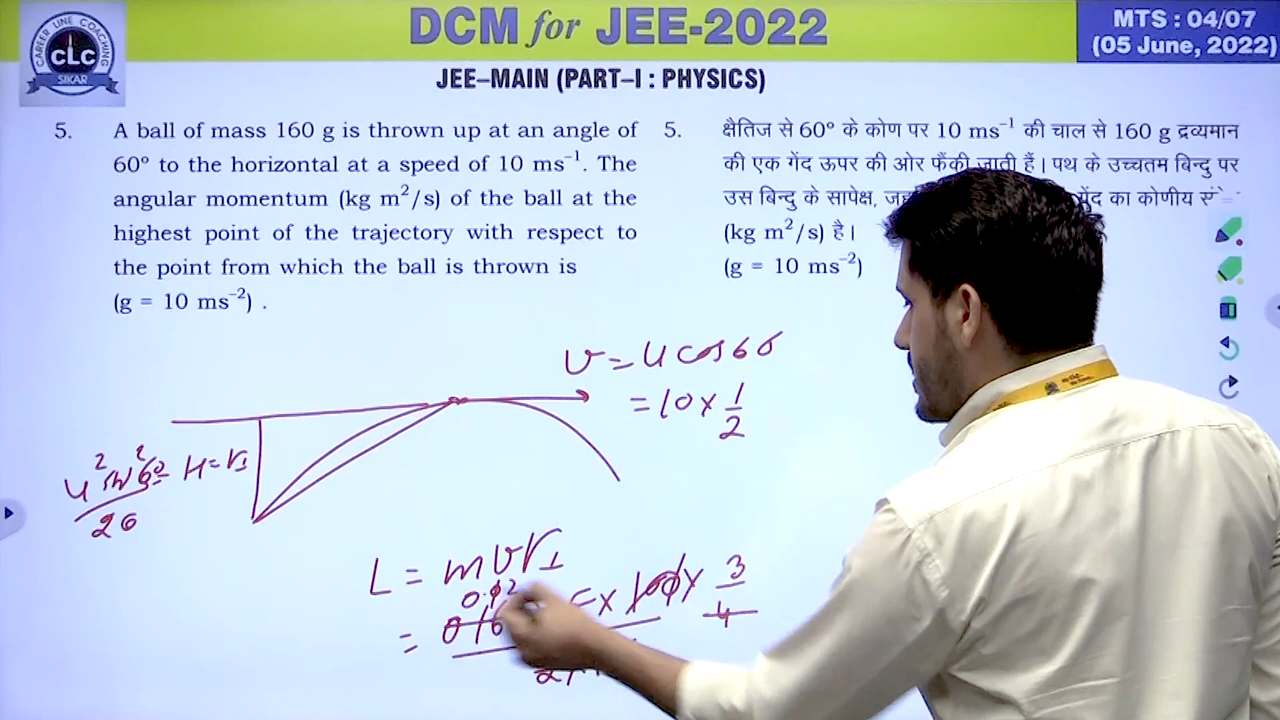 DCM for JEE-2022
MTS : 04/07
(05 June, 2022)
CAREER LINE COACHING
CLC
SIKAR
JEE–MAIN (PART–I : PHYSICS)
5. A ball of mass 160 g is thrown up at an angle of
60° to the horizontal at a speed of 10 ms⁻¹. The
angular momentum (kg m²/s) of the ball at the
highest point of the trajectory with respect to
the point from which the ball is thrown is
(g = 10 ms⁻²) .
5. क्षैतिज से 60° के कोण पर 10 ms⁻¹ की चाल से 160 g द्रव्यमान
की एक गेंद ऊपर की ओर फैंकी जाती हैं। पथ के उच्चतम बिन्दु पर
उस बिन्दु के सापेक्ष, गेंद का कोणीय
(kg m²/s) है।
(g = 10 ms⁻²)
v = u cos 60
= 10 × 1/2
H = r⊥
L = m v r⊥
× 3/4